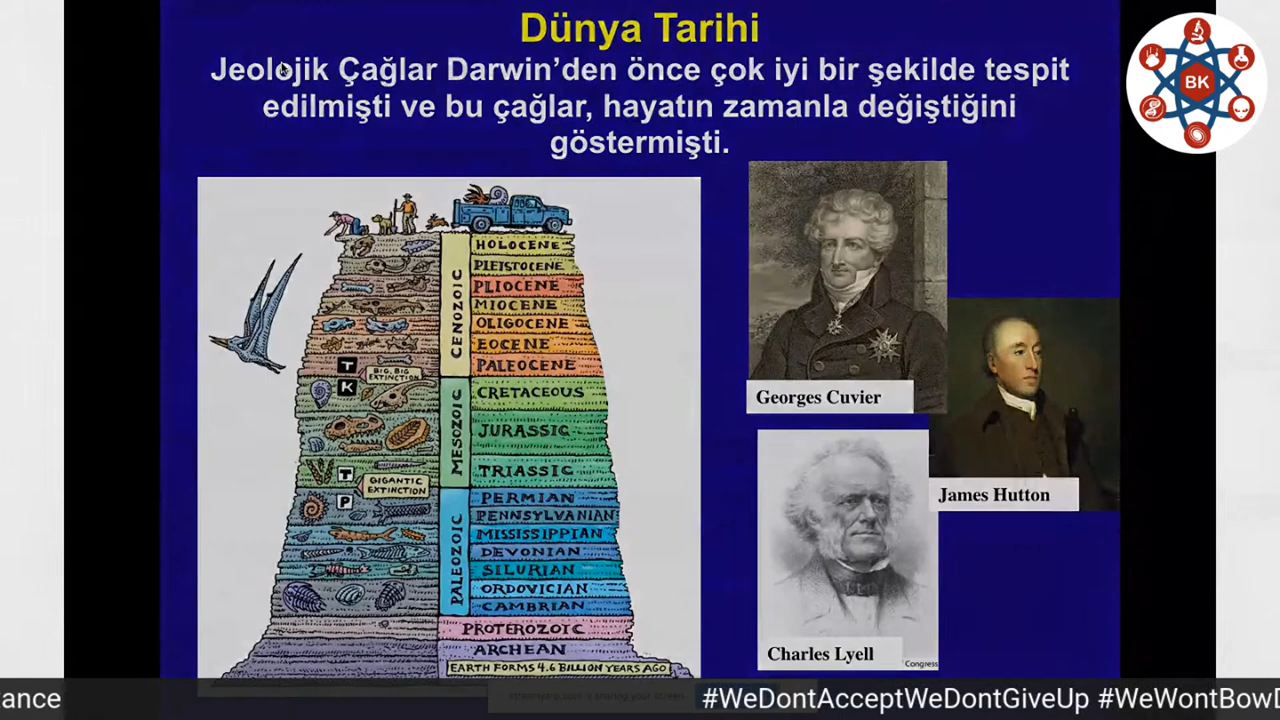 Dünya Tarihi
Jeolojik Çağlar Darwin’den önce çok iyi bir şekilde tespit
edilmişti ve bu çağlar, hayatın zamanla değiştiğini
göstermişti.
BK
HOLOCENE
PLEISTOCENE
PLIOCENE
MIOCENE
OLIGOCENE
EOCENE
PALEOCENE
CENOZOIC
T
BIG, BIG
EXTINCTION
K
CRETACEOUS
JURASSIC
TRIASSIC
MESOZOIC
T
GIGANTIC
EXTINCTION
P
PERMIAN
PENNSYLVANIAN
MISSISSIPPIAN
DEVONIAN
SILURIAN
ORDOVICIAN
CAMBRIAN
PALEOZOIC
PROTEROZOIC
ARCHEAN
EARTH FORMS 4.6 BILLION YEARS AGO
Georges Cuvier
James Hutton
Charles Lyell
Congress
tance #WeDontAcceptWeDontGiveUp #WeWontBow